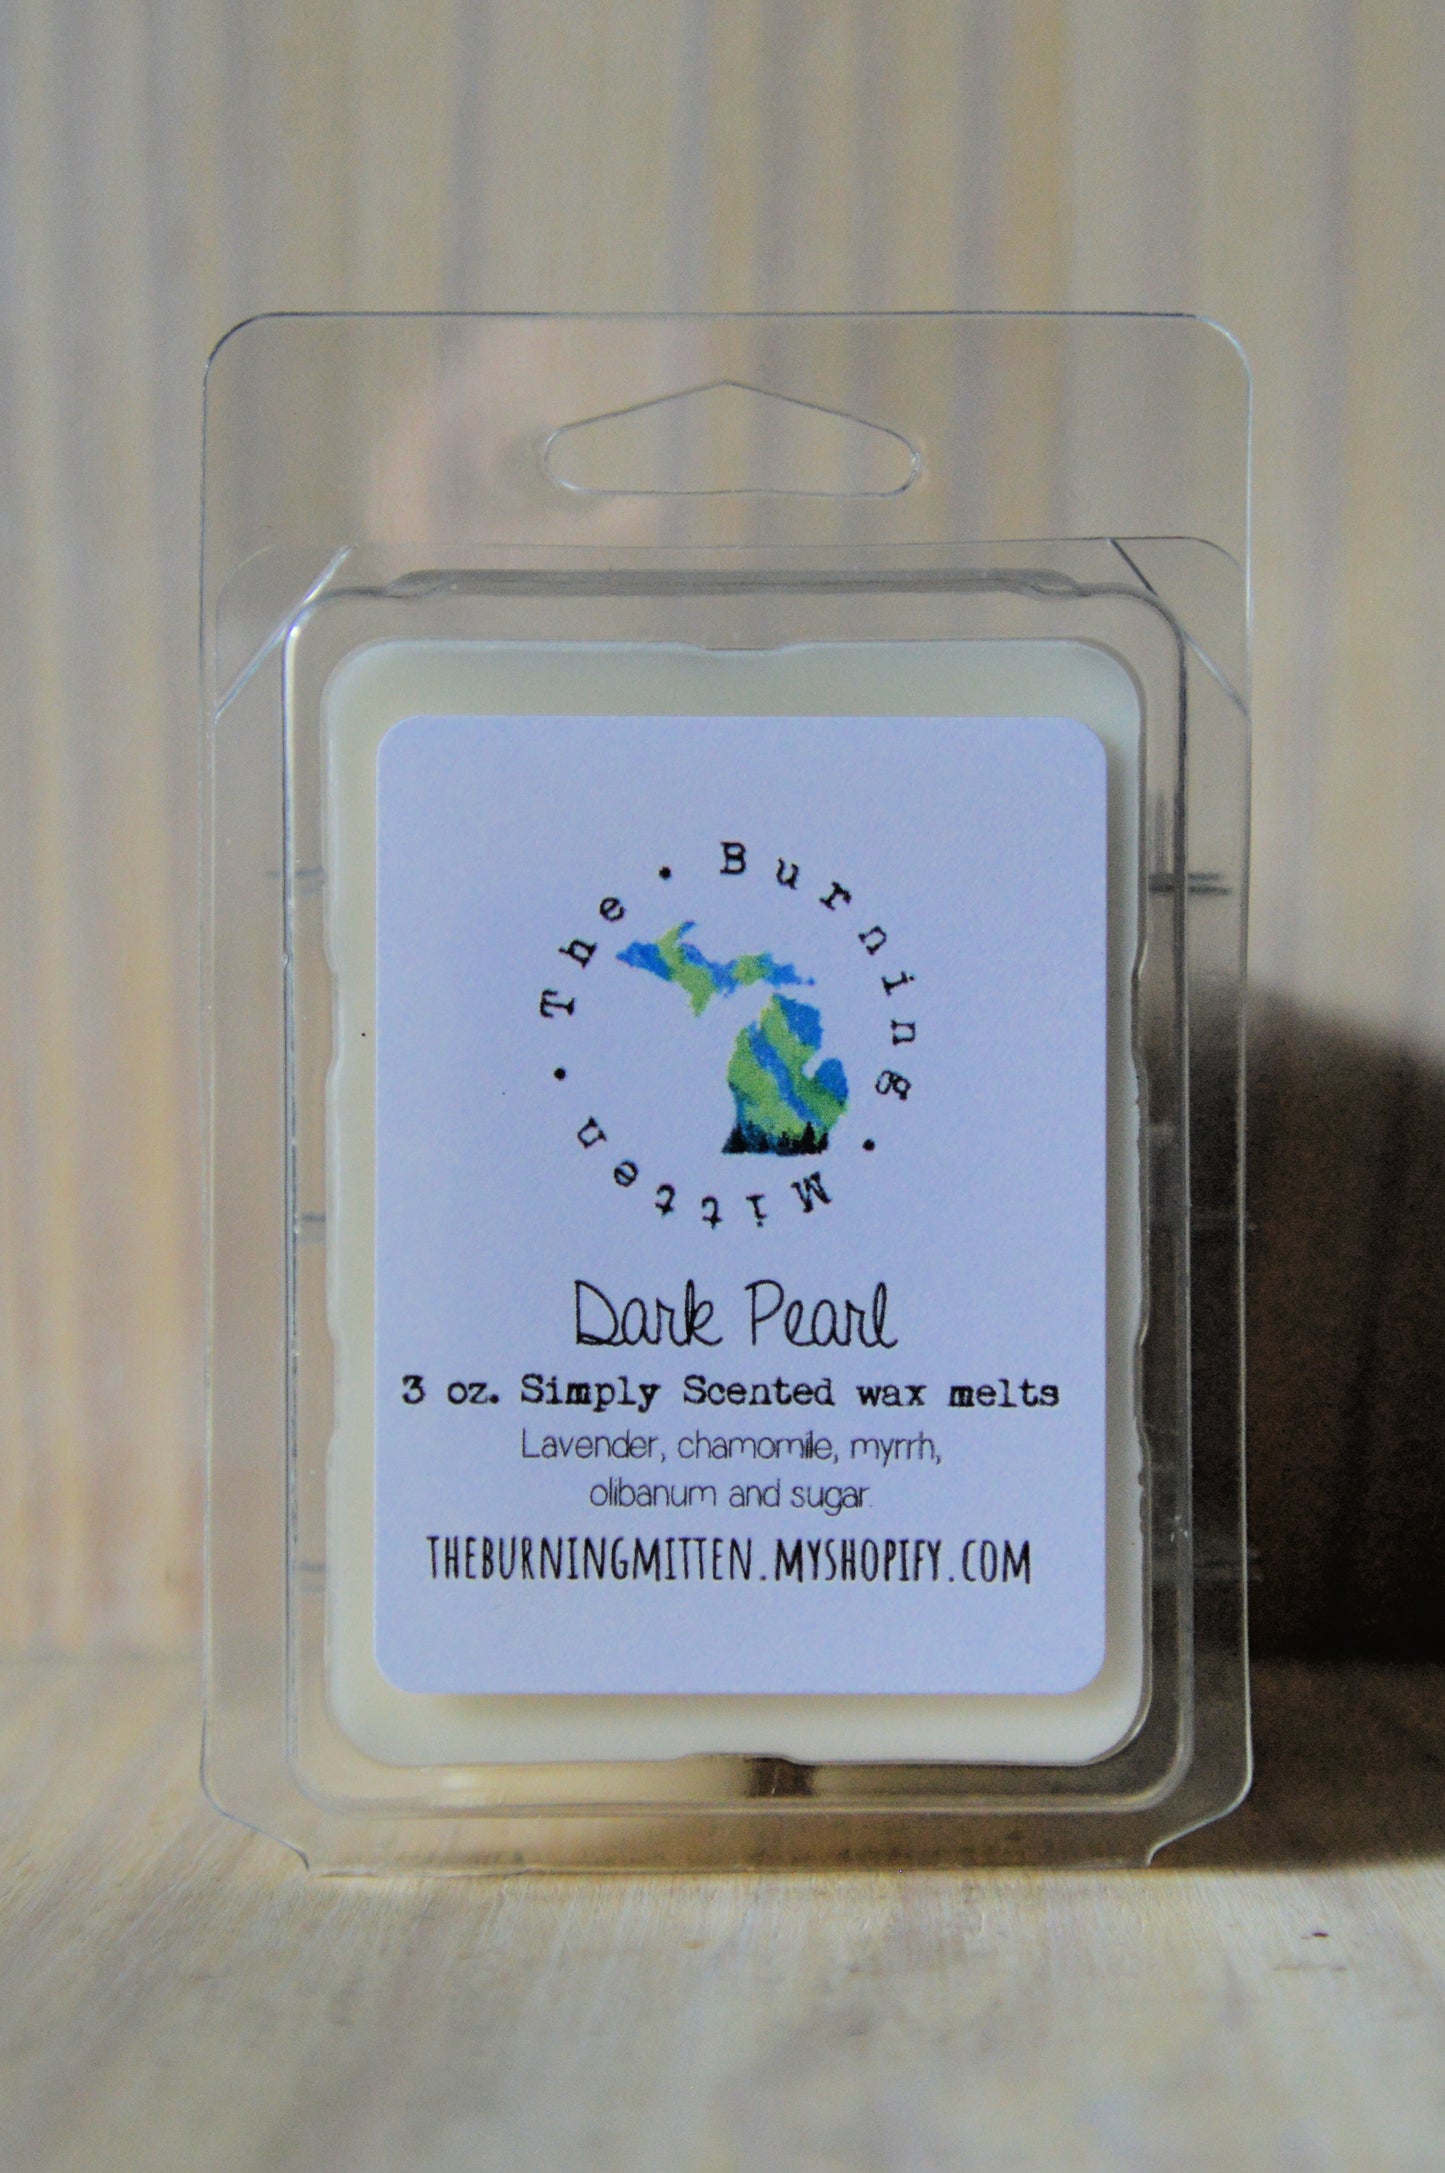 The • Burning • Mitten •
Dark Pearl
3 oz. Simply Scented wax melts
Lavender, chamomile, myrrh,
olibanum and sugar.
THEBURNINGMITTEN.MYSHOPIFY.COM